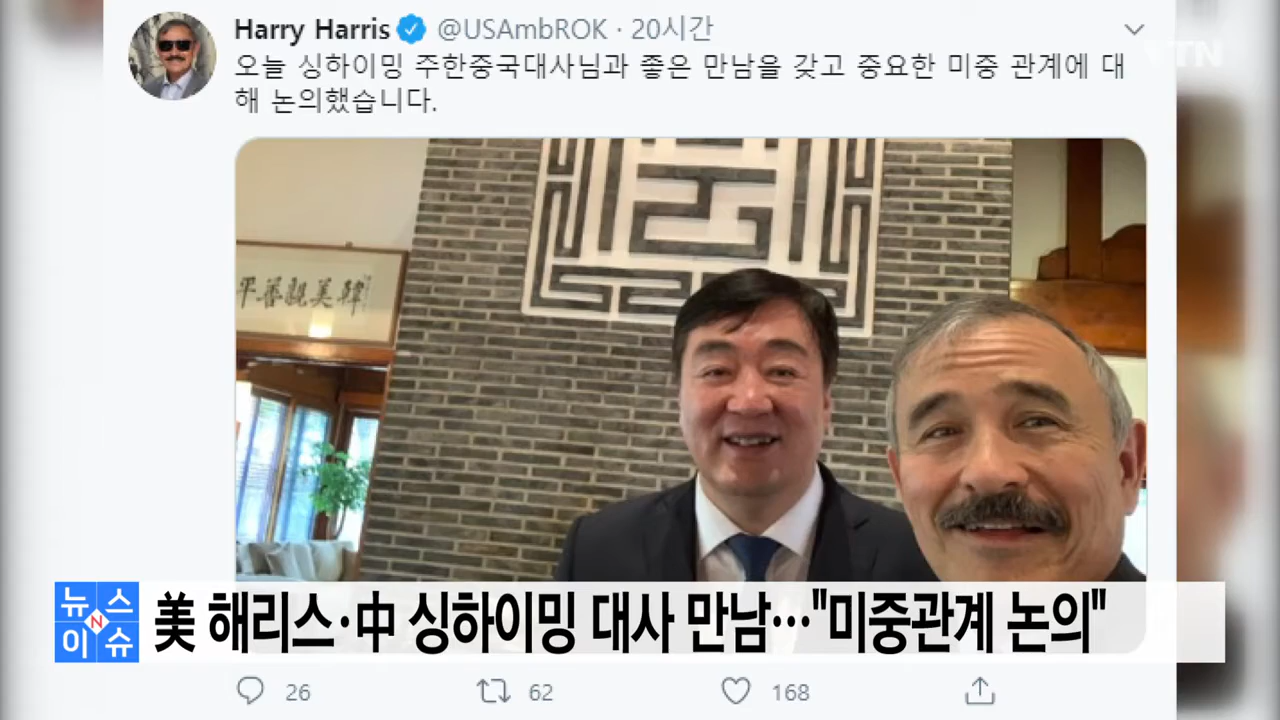 Harry Harris @USAmbROK · 20시간
YTN
오늘 싱하이밍 주한중국대사님과 좋은 만남을 갖고 중요한 미중 관계에 대
해 논의했습니다.
平善親美韓
뉴스
N
이슈
美 해리스·中 싱하이밍 대사 만남…"미중관계 논의"
26 62 168